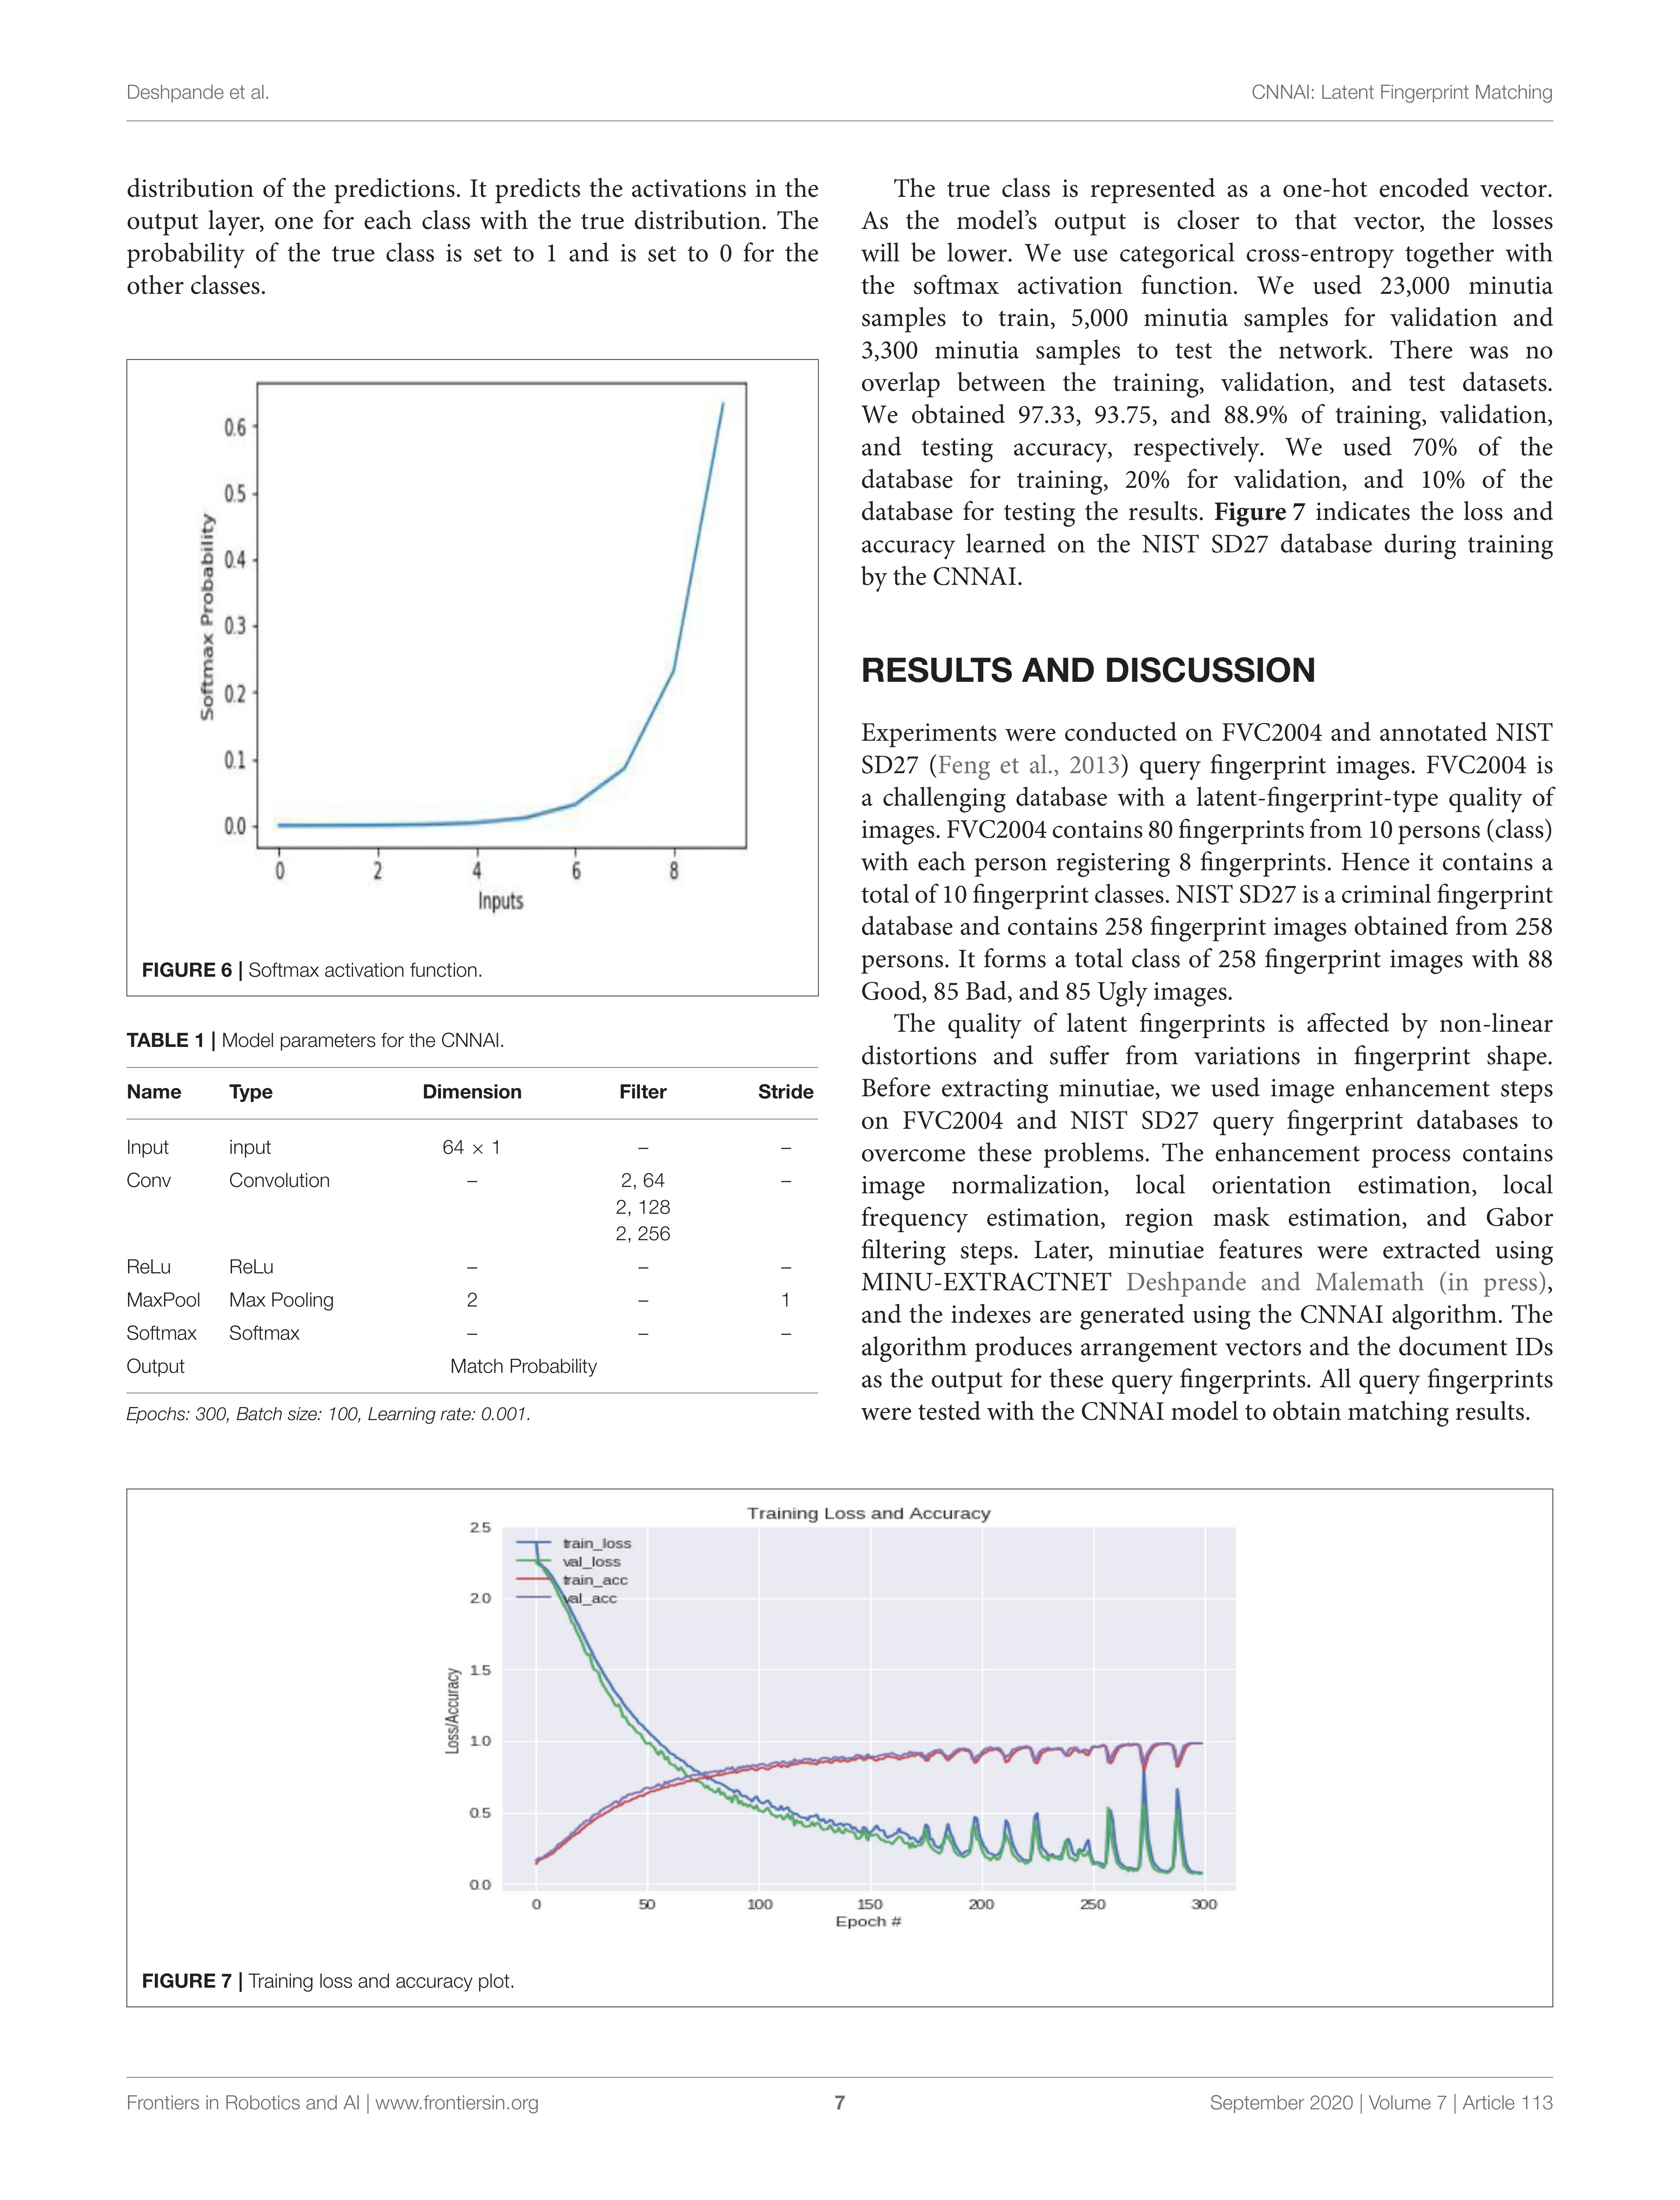 Deshpande et al.
CNNAI: Latent Fingerprint Matching
distribution of the predictions. It predicts the activations in the
output layer, one for each class with the true distribution. The
probability of the true class is set to 1 and is set to 0 for the
other classes.
0.6
0.5
0.4
0.3
0.2
0.1
0.0
Softmax Probability
0 2 4 6 8
Inputs
FIGURE 6 | Softmax activation function.
TABLE 1 | Model parameters for the CNNAI.
Name Type Dimension Filter Stride
Input input 64 × 1 – –
Conv Convolution – 2, 64 –
2, 128
2, 256
ReLu ReLu – – –
MaxPool Max Pooling 2 – 1
Softmax Softmax – – –
Output Match Probability
Epochs: 300, Batch size: 100, Learning rate: 0.001.
The true class is represented as a one-hot encoded vector.
As the model's output is closer to that vector, the losses
will be lower. We use categorical cross-entropy together with
the softmax activation function. We used 23,000 minutia
samples to train, 5,000 minutia samples for validation and
3,300 minutia samples to test the network. There was no
overlap between the training, validation, and test datasets.
We obtained 97.33, 93.75, and 88.9% of training, validation,
and testing accuracy, respectively. We used 70% of the
database for training, 20% for validation, and 10% of the
database for testing the results. Figure 7 indicates the loss and
accuracy learned on the NIST SD27 database during training
by the CNNAI.
RESULTS AND DISCUSSION
Experiments were conducted on FVC2004 and annotated NIST
SD27 (Feng et al., 2013) query fingerprint images. FVC2004 is
a challenging database with a latent-fingerprint-type quality of
images. FVC2004 contains 80 fingerprints from 10 persons (class)
with each person registering 8 fingerprints. Hence it contains a
total of 10 fingerprint classes. NIST SD27 is a criminal fingerprint
database and contains 258 fingerprint images obtained from 258
persons. It forms a total class of 258 fingerprint images with 88
Good, 85 Bad, and 85 Ugly images.
The quality of latent fingerprints is affected by non-linear
distortions and suffer from variations in fingerprint shape.
Before extracting minutiae, we used image enhancement steps
on FVC2004 and NIST SD27 query fingerprint databases to
overcome these problems. The enhancement process contains
image normalization, local orientation estimation, local
frequency estimation, region mask estimation, and Gabor
filtering steps. Later, minutiae features were extracted using
MINU-EXTRACTNET Deshpande and Malemath (in press),
and the indexes are generated using the CNNAI algorithm. The
algorithm produces arrangement vectors and the document IDs
as the output for these query fingerprints. All query fingerprints
were tested with the CNNAI model to obtain matching results.
Training Loss and Accuracy
2.5
2.0
1.5
1.0
0.5
0.0
Loss/Accuracy
train_loss
val_loss
train_acc
val_acc
0 50 100 150 200 250 300
Epoch #
FIGURE 7 | Training loss and accuracy plot.
Frontiers in Robotics and AI | www.frontiersin.org
7
September 2020 | Volume 7 | Article 113